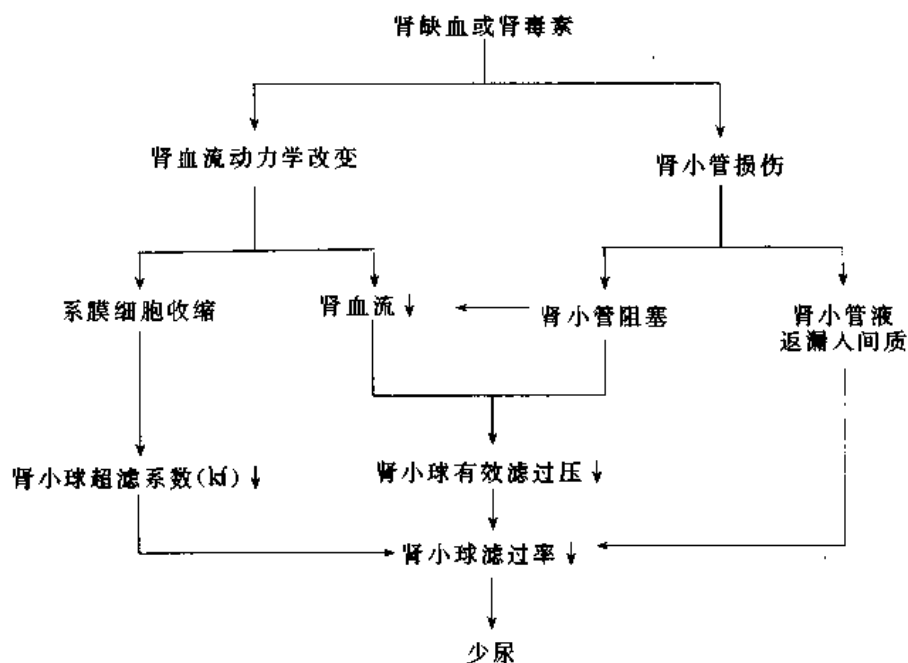 肾缺血或肾毒素
肾血流动力学改变
肾小管损伤
系膜细胞收缩
肾血流↓
肾小管阻塞
肾小管液
返漏人间质
肾小球超滤系数(kf)↓
肾小球有效滤过压↓
肾小球滤过率↓
少尿